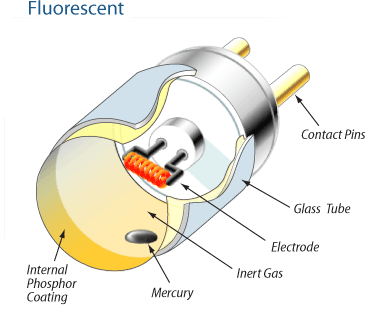 Fluorescent
Contact Pins
Glass Tube
Electrode
Inert Gas
Mercury
Internal
Phosphor
Coating